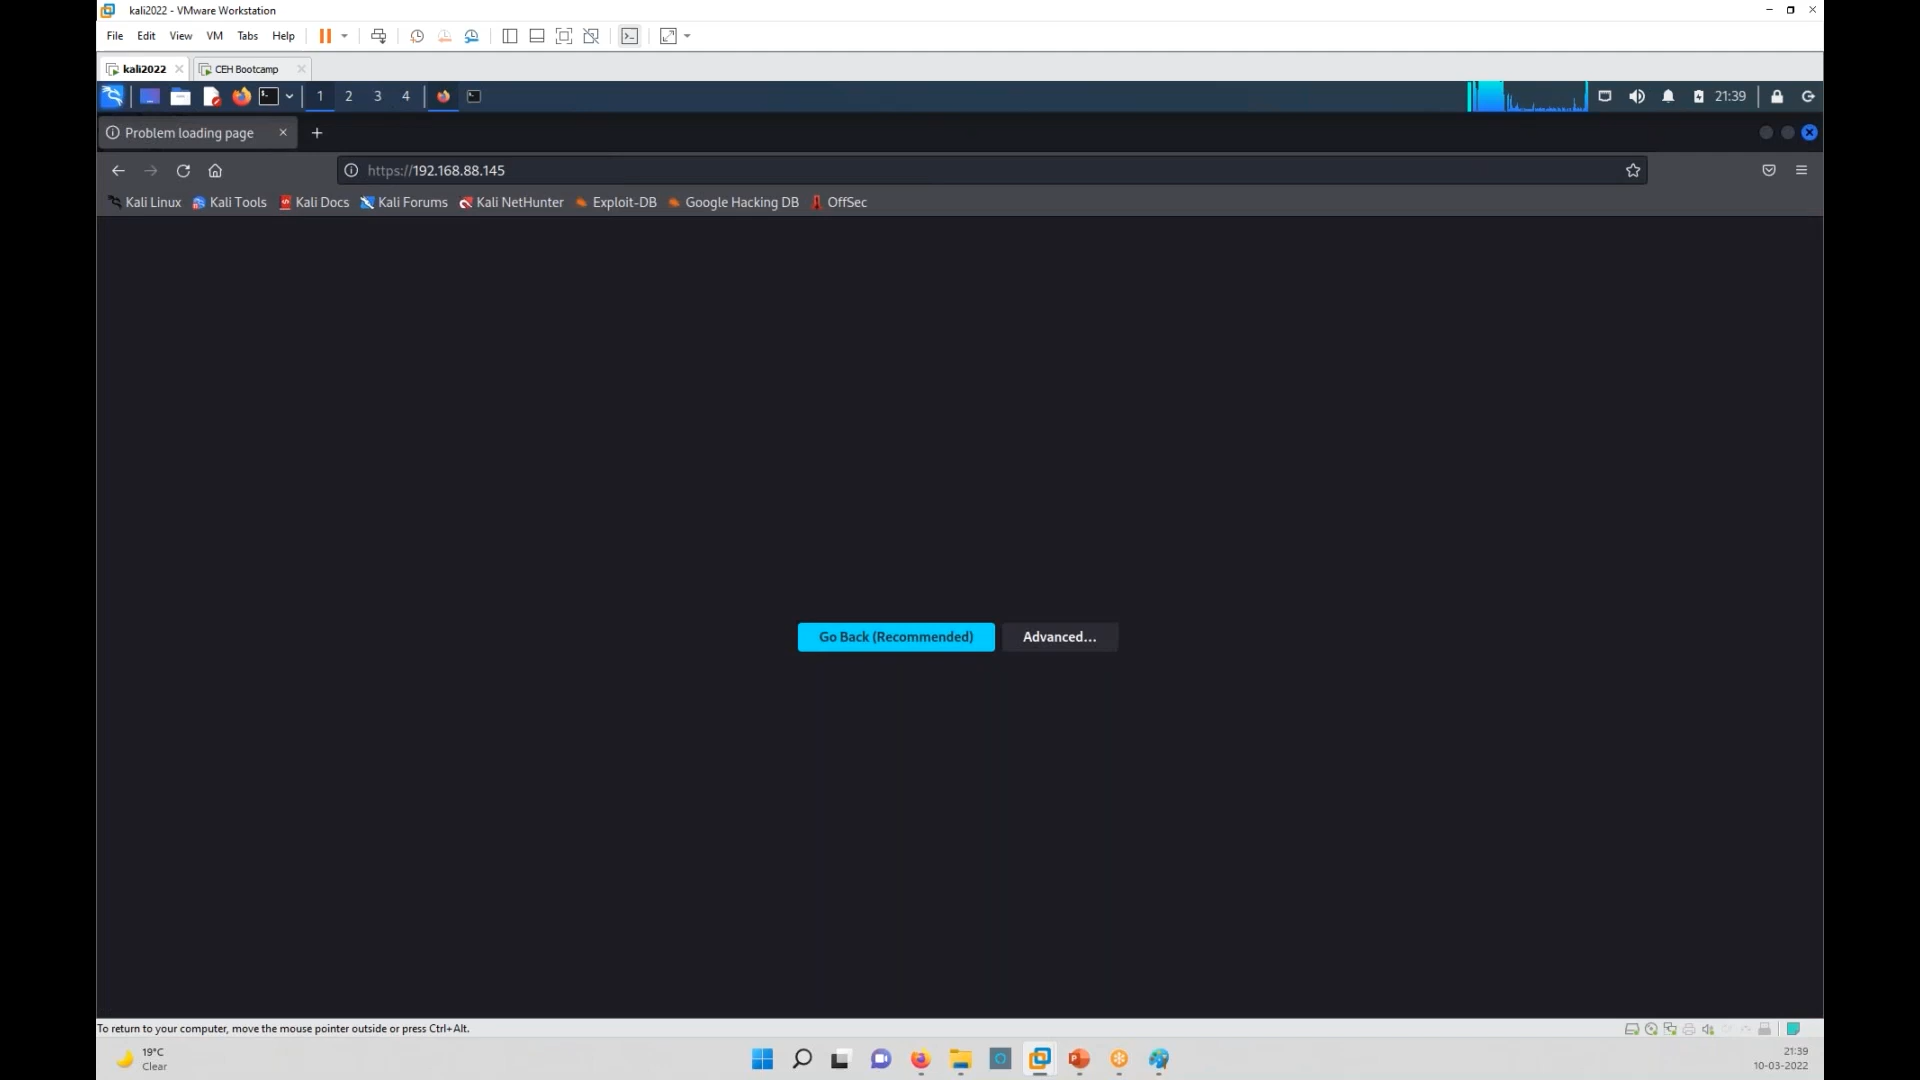 kali2022 - VMware Workstation
File Edit View VM Tabs Help
kali2022 CEH Bootcamp
1 2 3 4 21:39
Problem loading page
https://192.168.88.145
Kali Linux Kali Tools Kali Docs Kali Forums Kali NetHunter Exploit-DB Google Hacking DB OffSec
Go Back (Recommended) Advanced...
To return to your computer, move the mouse pointer outside or press Ctrl+Alt.
19°C
Clear
21:39
10-03-2022